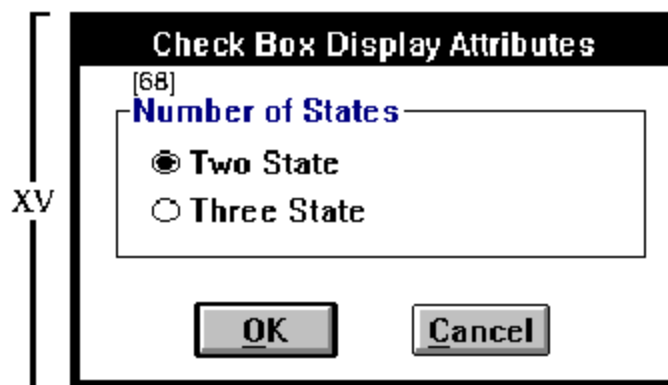 Check Box Display Attributes
[68]
Number of States
Two State
Three State
XV
OK
Cancel